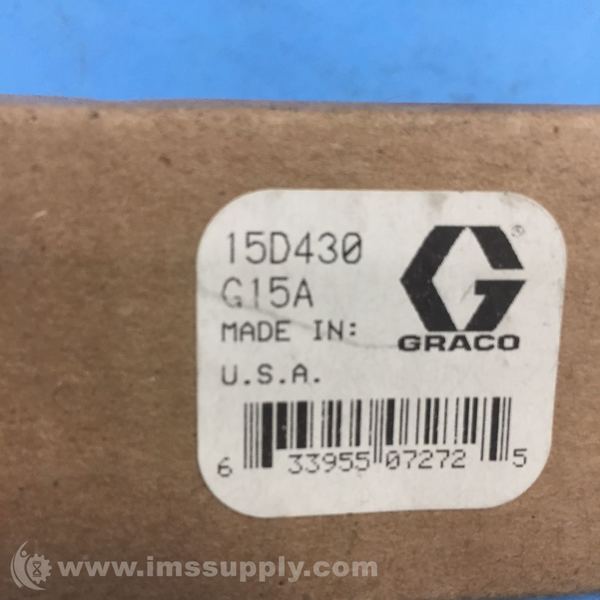 15D430
G15A
MADE IN:
U.S.A.
®
GRACO
6 33955 07272 5
www.imssupply.com